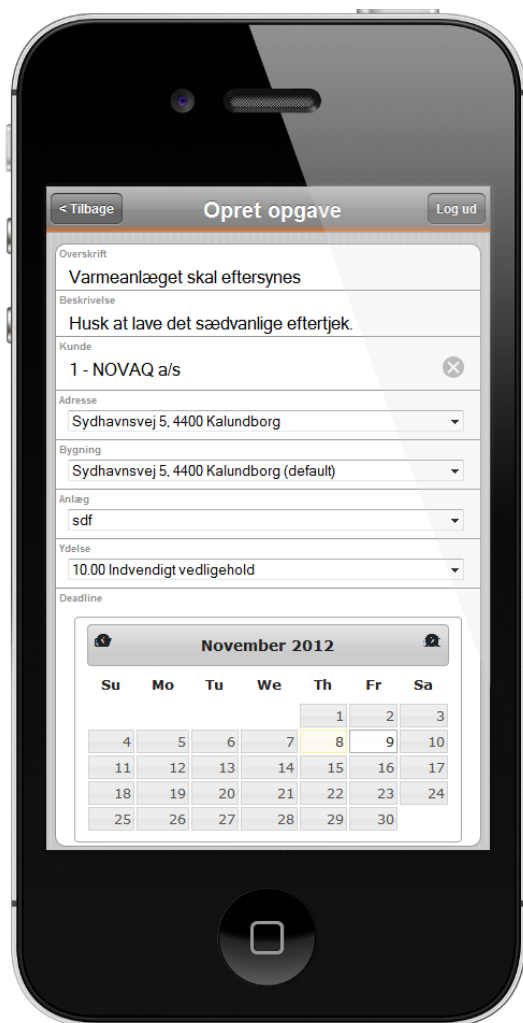 < Tilbage Opret opgave Log ud
Overskrift
Varmeanlæget skal eftersynes
Beskrivelse
Husk at lave det sædvanlige eftertjek.
Kunde
1 - NOVAQ a/s
Adresse
Sydhavnsvej 5, 4400 Kalundborg
Bygning
Sydhavnsvej 5, 4400 Kalundborg (default)
Anlæg
sdf
Ydelse
10.00 Indvendigt vedligehold
Deadline
November 2012
Su Mo Tu We Th Fr Sa
1 2 3
4 5 6 7 8 9 10
11 12 13 14 15 16 17
18 19 20 21 22 23 24
25 26 27 28 29 30